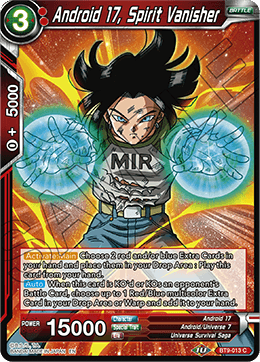 3
Android 17, Spirit Vanisher
BATTLE
+ 5000
MIR
Activate:Main Choose 2 red and/or blue Extra Cards in
your hand and place them in your Drop Area : Play this
card from your hand.
Auto When this card is KO'd or KOs an opponent's
Battle Card, choose up to 1 Red/Blue multicolor Extra
Card in your Drop Area or Warp and add it to your hand.
POWER
15000
Character
Android 17
Special Trait
Android/Universe 7
Era
Universe Survival Saga
BT9-013 C